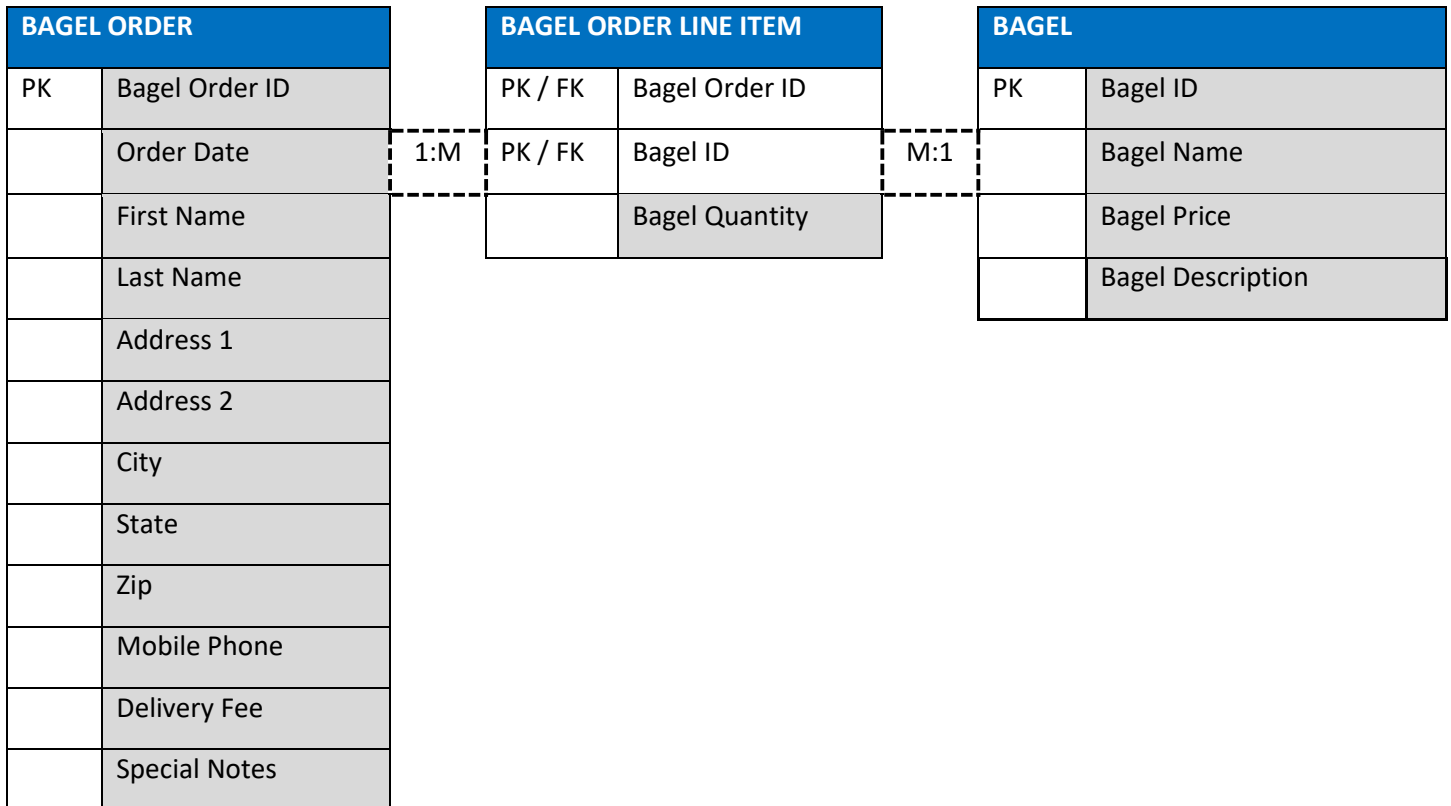 BAGEL ORDER
PK Bagel Order ID
Order Date
First Name
Last Name
Address 1
Address 2
City
State
Zip
Mobile Phone
Delivery Fee
Special Notes
1:M
BAGEL ORDER LINE ITEM
PK / FK Bagel Order ID
PK / FK Bagel ID
Bagel Quantity
M:1
BAGEL
PK Bagel ID
Bagel Name
Bagel Price
Bagel Description